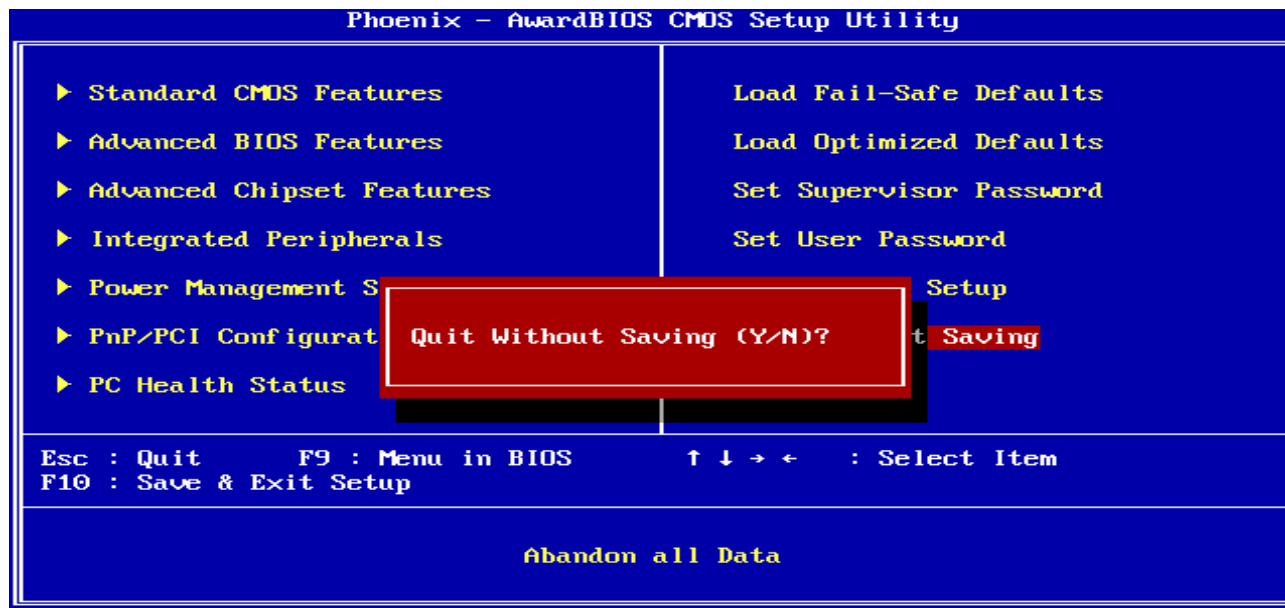 Phoenix - AwardBIOS CMOS Setup Utility
▶ Standard CMOS Features
▶ Advanced BIOS Features
▶ Advanced Chipset Features
▶ Integrated Peripherals
▶ Power Management S
▶ PnP/PCI Configurat
▶ PC Health Status
Load Fail-Safe Defaults
Load Optimized Defaults
Set Supervisor Password
Set User Password
Setup
t Saving
Quit Without Saving (Y/N)?
Esc : Quit F9 : Menu in BIOS ↑ ↓ → ← : Select Item
F10 : Save & Exit Setup
Abandon all Data